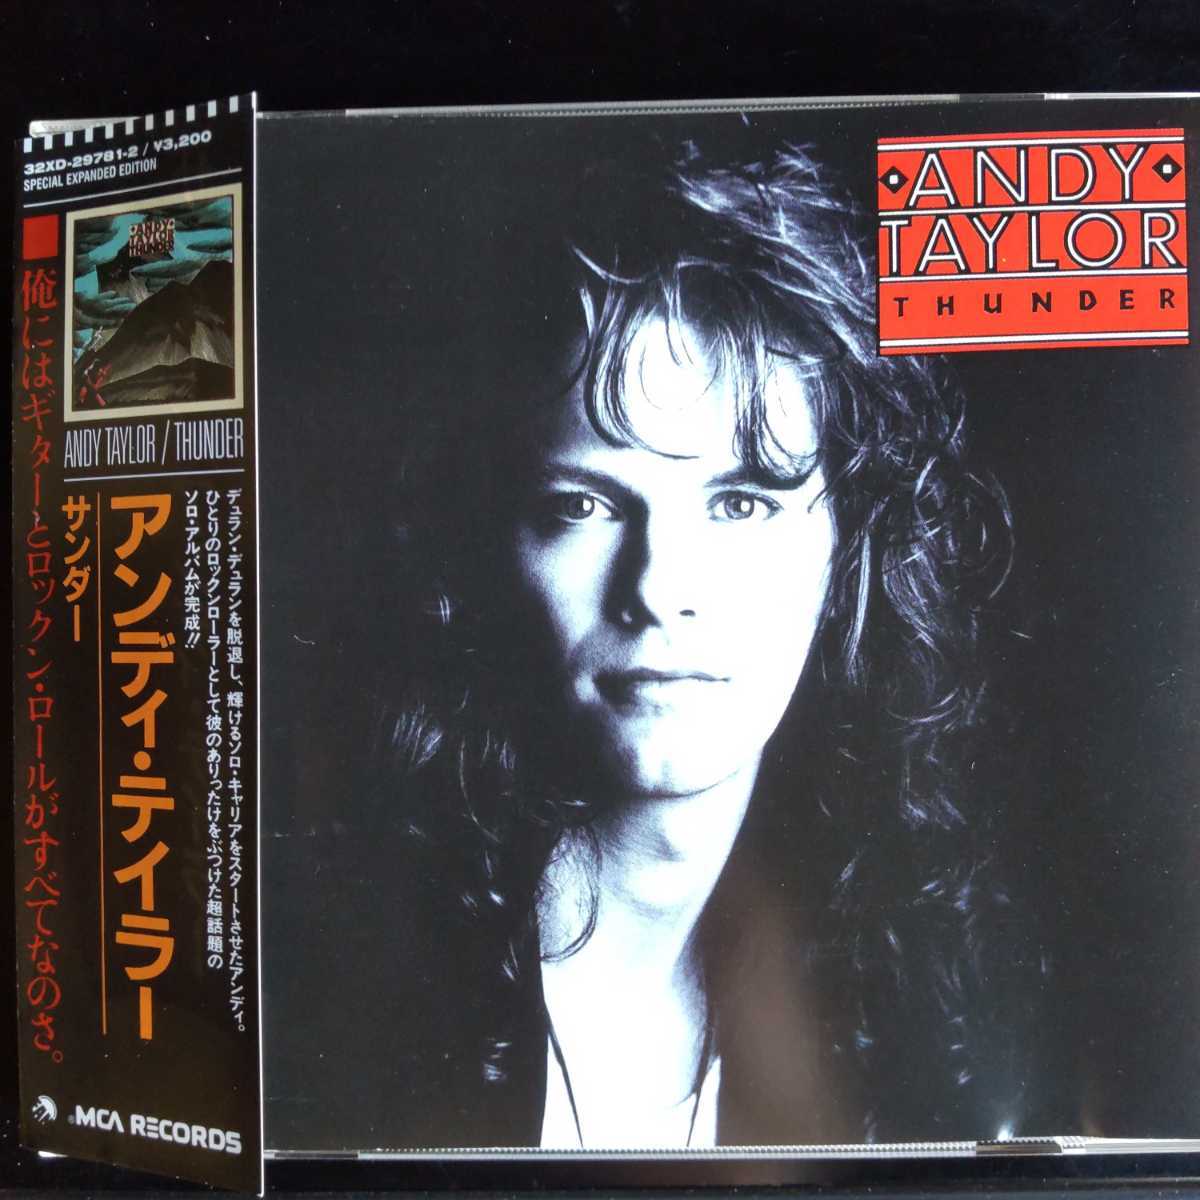 32XD-29781-2 / ¥3,200
SPECIAL EXPANDED EDITION
・ANDY・
TAYLOR
THUNDER
ANDY TAYLOR / THUNDER
■俺にはギターとロックン・ロールがすべてなのさ。
デュラン・デュランを脱退し、輝けるソロ・キャリアをスタートさせたアンディ。
ひとりのロックンローラーとして彼のありったけをぶつけた超話題の
ソロ・アルバムが完成!!
アンディ・テイラー
サンダー
®MCA RECORDS
ANDY
TAYLOR
THUNDER